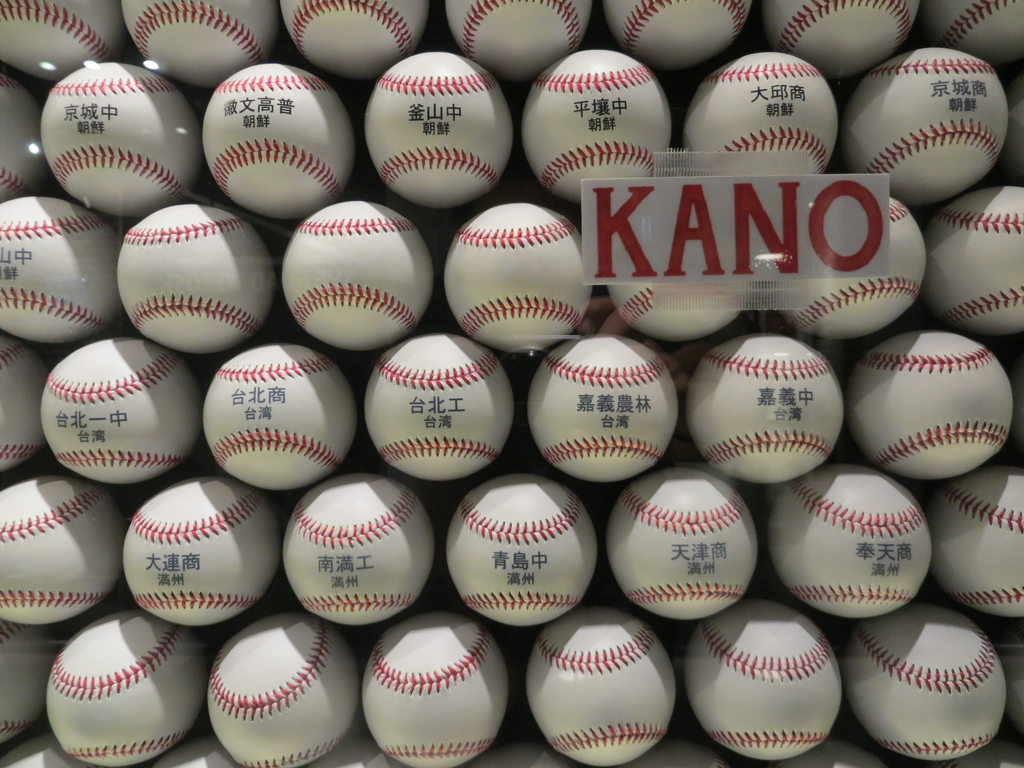 京城中
朝鮮
徽文高普
朝鮮
釜山中
朝鮮
平壌中
朝鮮
大邱商
朝鮮
京城商
朝鮮
山中
鮮
KANO
台北一中
台湾
台北商
台湾
台北工
台湾
嘉義農林
台湾
嘉義中
台湾
大連商
満州
南満工
満州
青島中
満州
天津商
満州
奉天商
満州